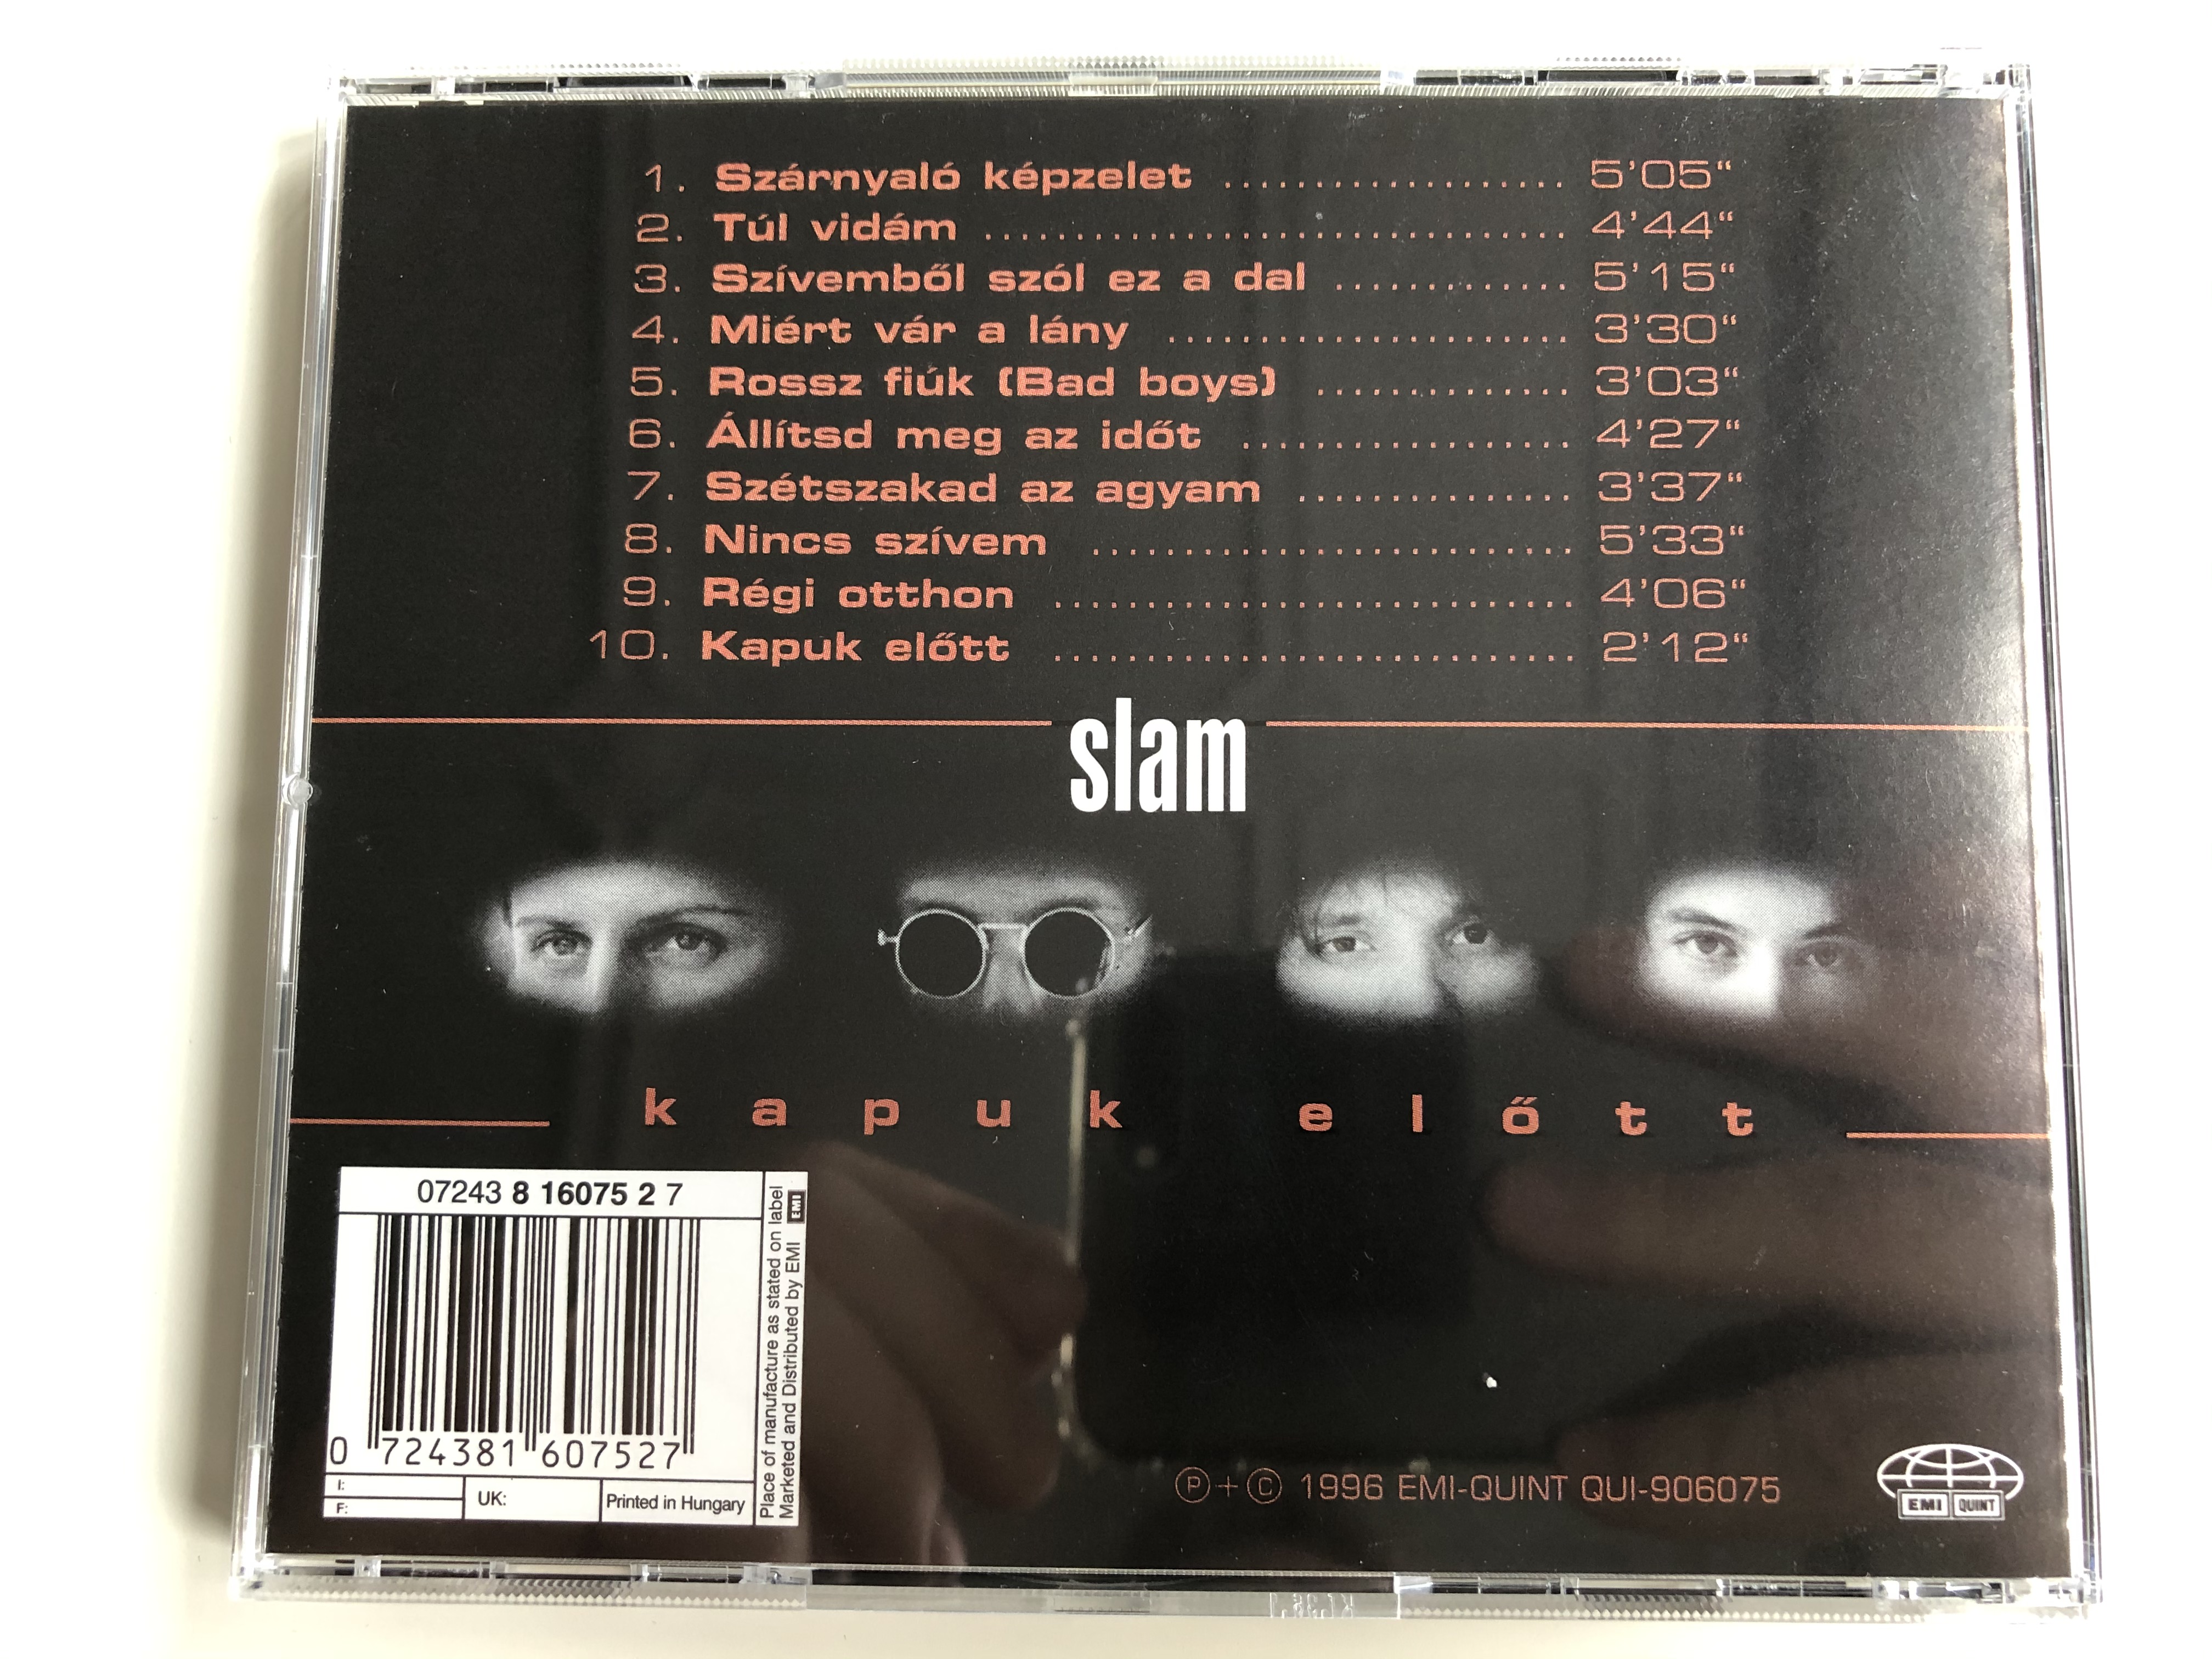 1. Szárnyaló képzelet ....................... 5'05“
2. Túl vidám ....................................... 4'44“
3. Szívemből szól ez a dal ............. 5'15“
4. Miért vár a lány ...................... 3'30“
5. Rossz fiúk (Bad boys) ............. 3'03“
6. Állítsd meg az időt .................. 4'27“
7. Szétszakad az agyam ............... 3'37“
8. Nincs szívem ........................... 5'33“
9. Régi otthon ............................. 4'06“
10. Kapuk előtt ............................. 2'12“
slam
kapuk előtt
07243 8 16075 2 7
0 724381 607527
I:
F:
UK:
Printed in Hungary
Place of manufacture as stated on label
Marketed and Distributed by EMI EMI
Ⓟ+© 1996 EMI-QUINT QUI-906075
EMI QUINT